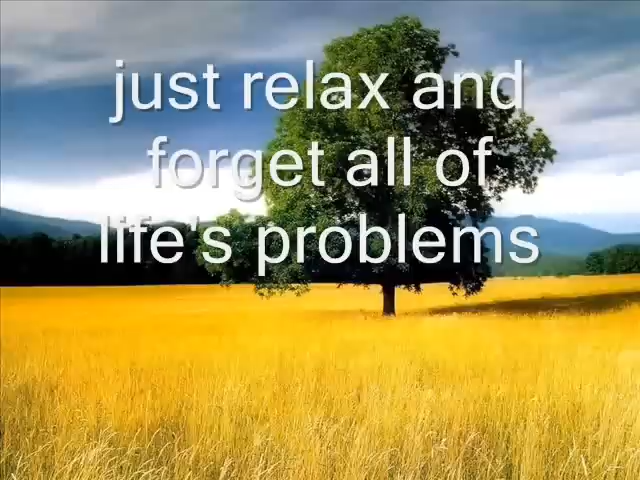 just relax and
forget all of
life's problems